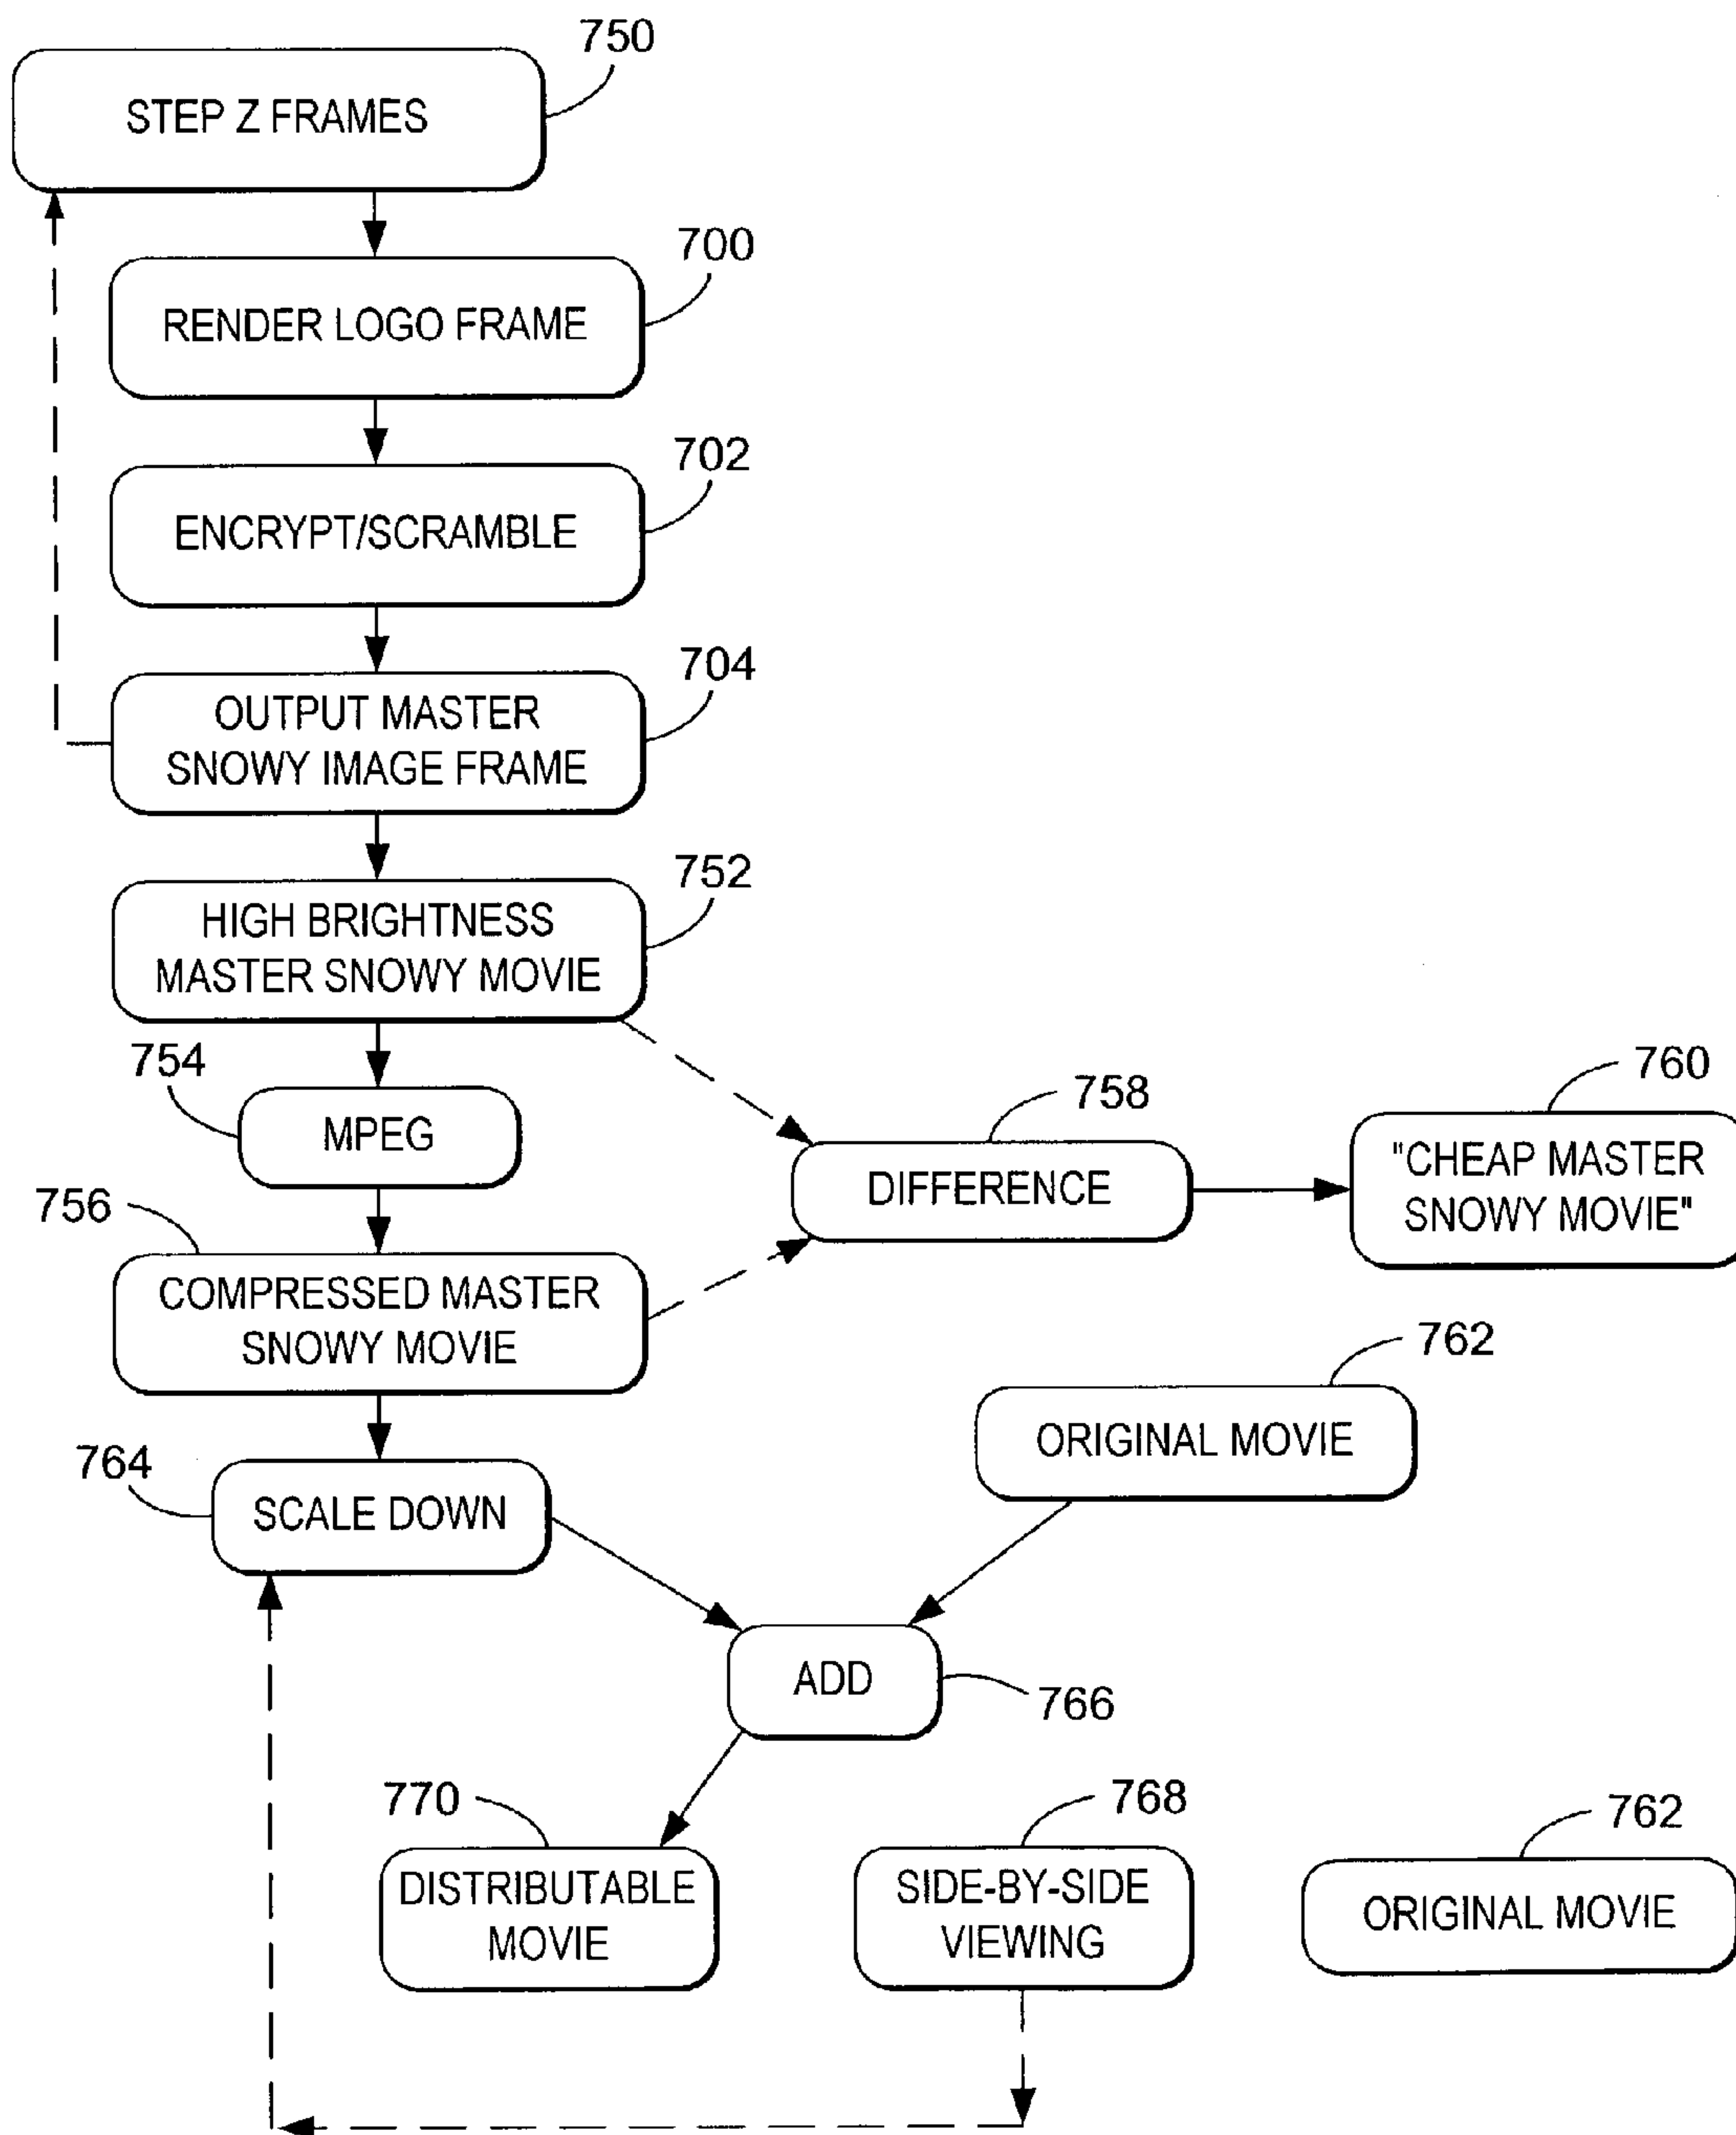 750
STEP Z FRAMES
700
RENDER LOGO FRAME
702
ENCRYPT/SCRAMBLE
704
OUTPUT MASTER
SNOWY IMAGE FRAME
752
HIGH BRIGHTNESS
MASTER SNOWY MOVIE
754
MPEG
758
DIFFERENCE
760
"CHEAP MASTER
SNOWY MOVIE"
756
COMPRESSED MASTER
SNOWY MOVIE
762
ORIGINAL MOVIE
764
SCALE DOWN
ADD
766
770
DISTRIBUTABLE
MOVIE
768
SIDE-BY-SIDE
VIEWING
762
ORIGINAL MOVIE